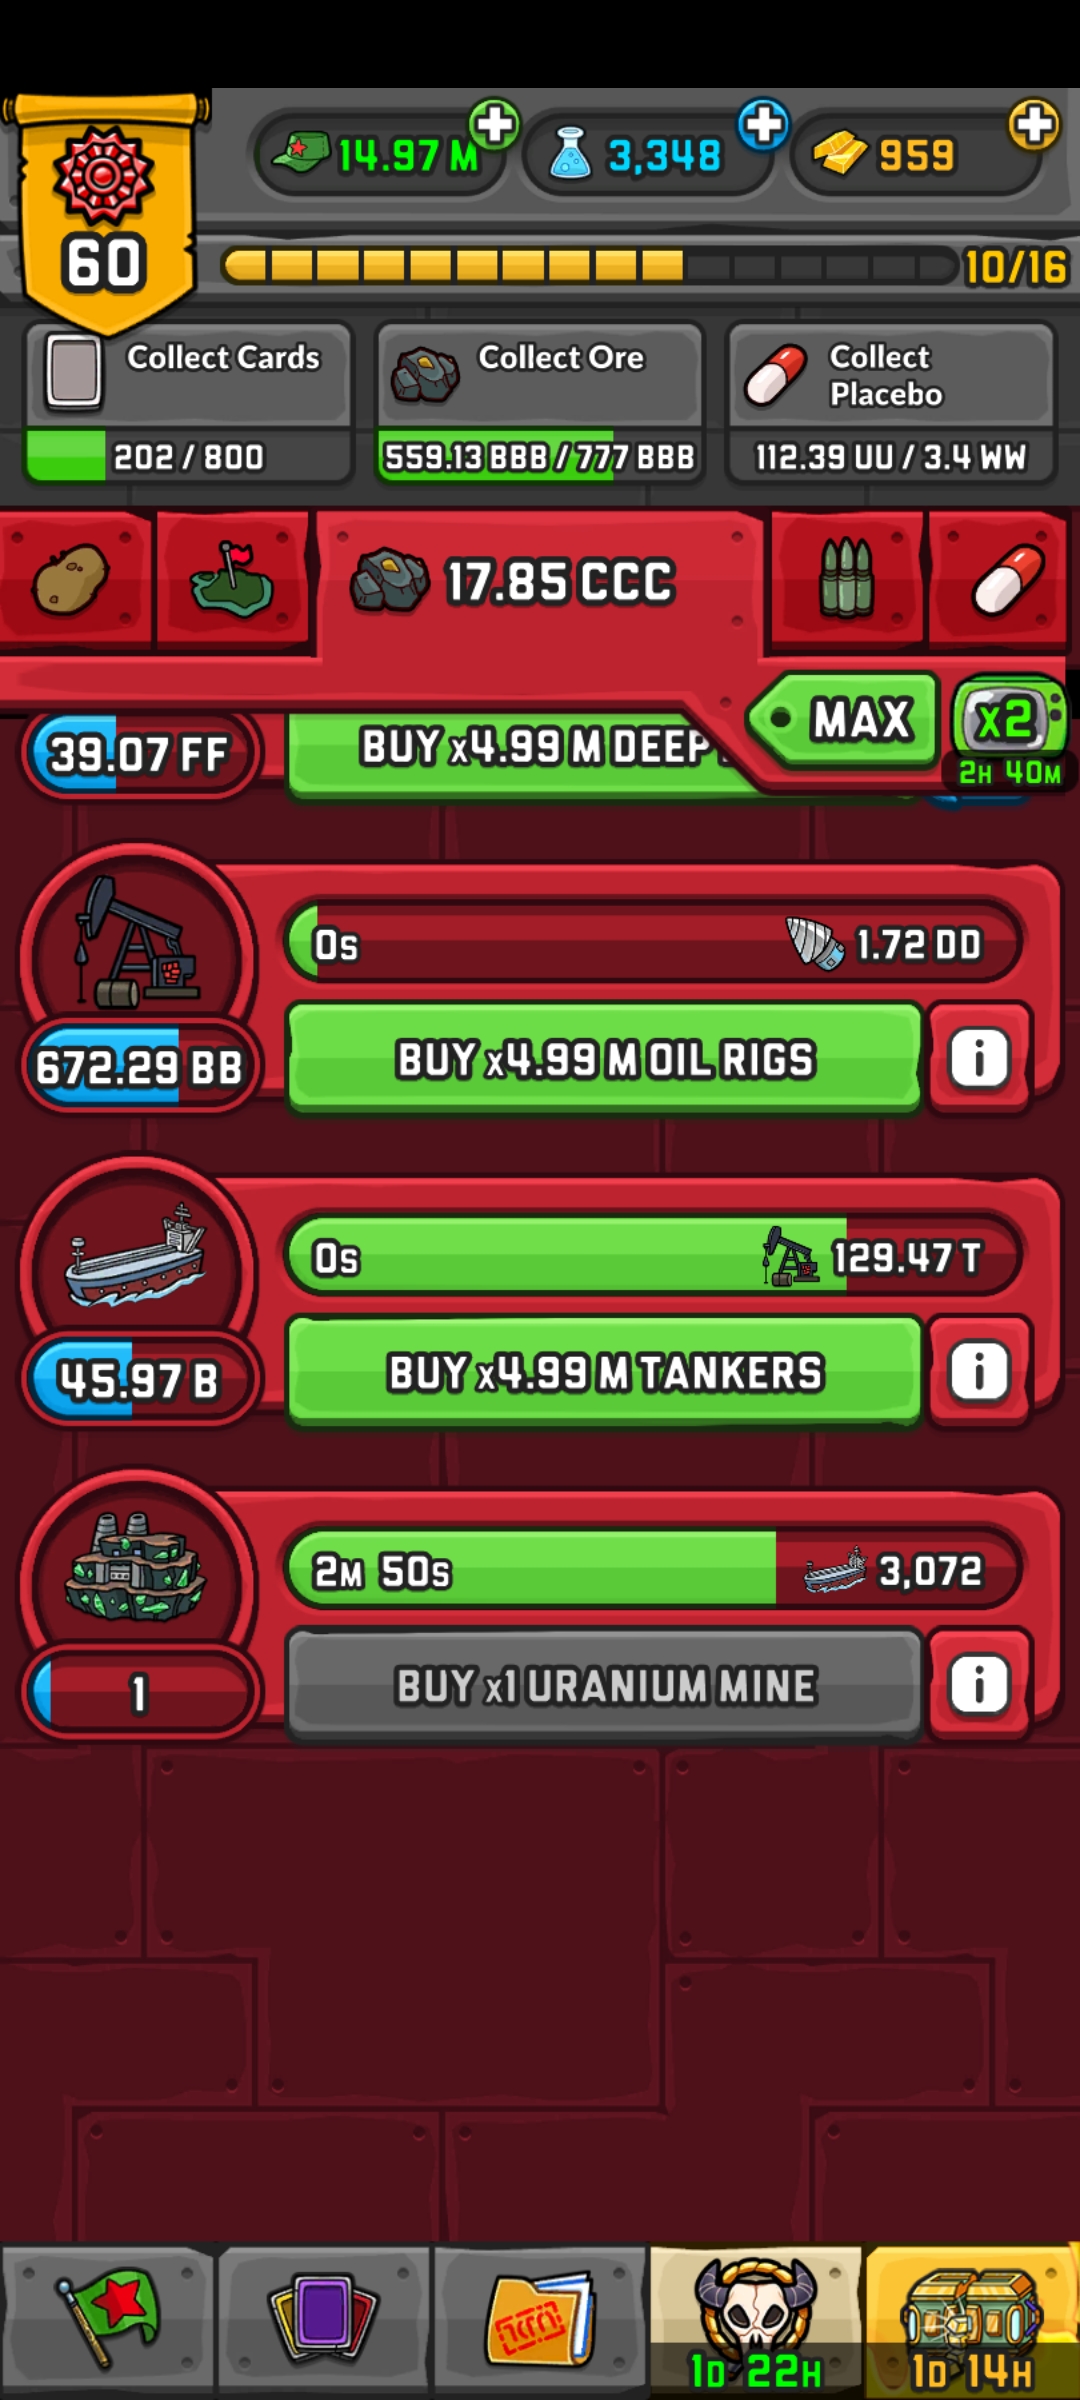 14.97 M
3,348
959
60
10/16
Collect Cards
202 / 800
Collect Ore
559.13 BBB / 777 BBB
Collect
Placebo
112.39 UU / 3.4 WW
17.85 CCC
MAX
x2
2H 40M
39.07 FF
BUY x4.99 M DEEP
0s
1.72 DD
672.29 BB
BUY x4.99 M OIL RIGS
i
0s
129.47 T
45.97 B
BUY x4.99 M TANKERS
i
2M 50s
3,072
1
BUY x1 URANIUM MINE
i
1D 22H
1D 14H